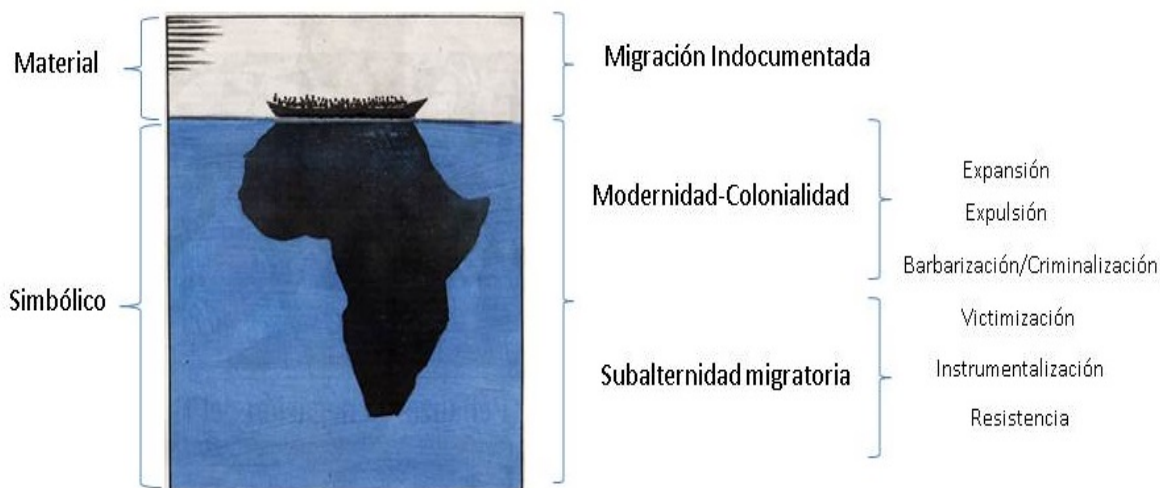 Material
Migración Indocumentada
Simbólico
Modernidad-Colonialidad
Expansión
Expulsión
Barbarización/Criminalización
Subalternidad migratoria
Victimización
Instrumentalización
Resistencia